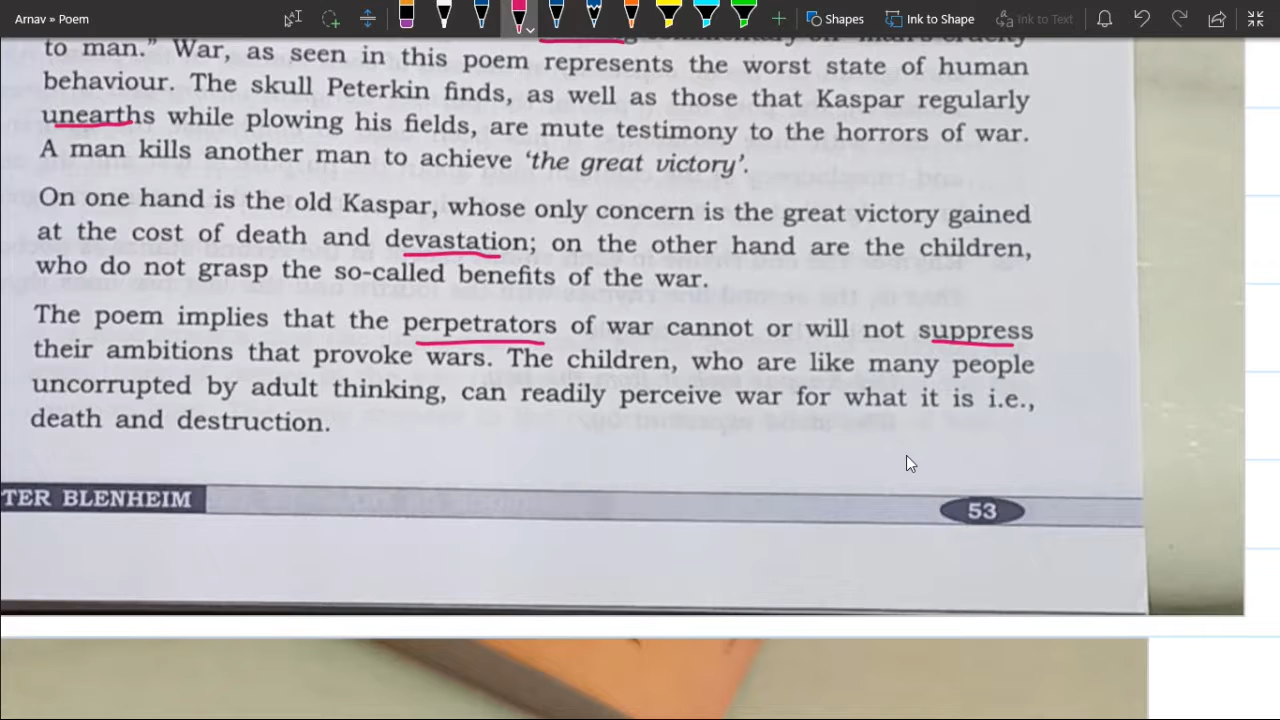 Arnav » Poem
Shapes
Ink to Shape
Ink to Text
to man." War, as seen in this poem represents the worst state of human
behaviour. The skull Peterkin finds, as well as those that Kaspar regularly
unearths while plowing his fields, are mute testimony to the horrors of war.
A man kills another man to achieve 'the great victory'.
On one hand is the old Kaspar, whose only concern is the great victory gained
at the cost of death and devastation; on the other hand are the children,
who do not grasp the so-called benefits of the war.
The poem implies that the perpetrators of war cannot or will not suppress
their ambitions that provoke wars. The children, who are like many people
uncorrupted by adult thinking, can readily perceive war for what it is i.e.,
death and destruction.
TER BLENHEIM
53